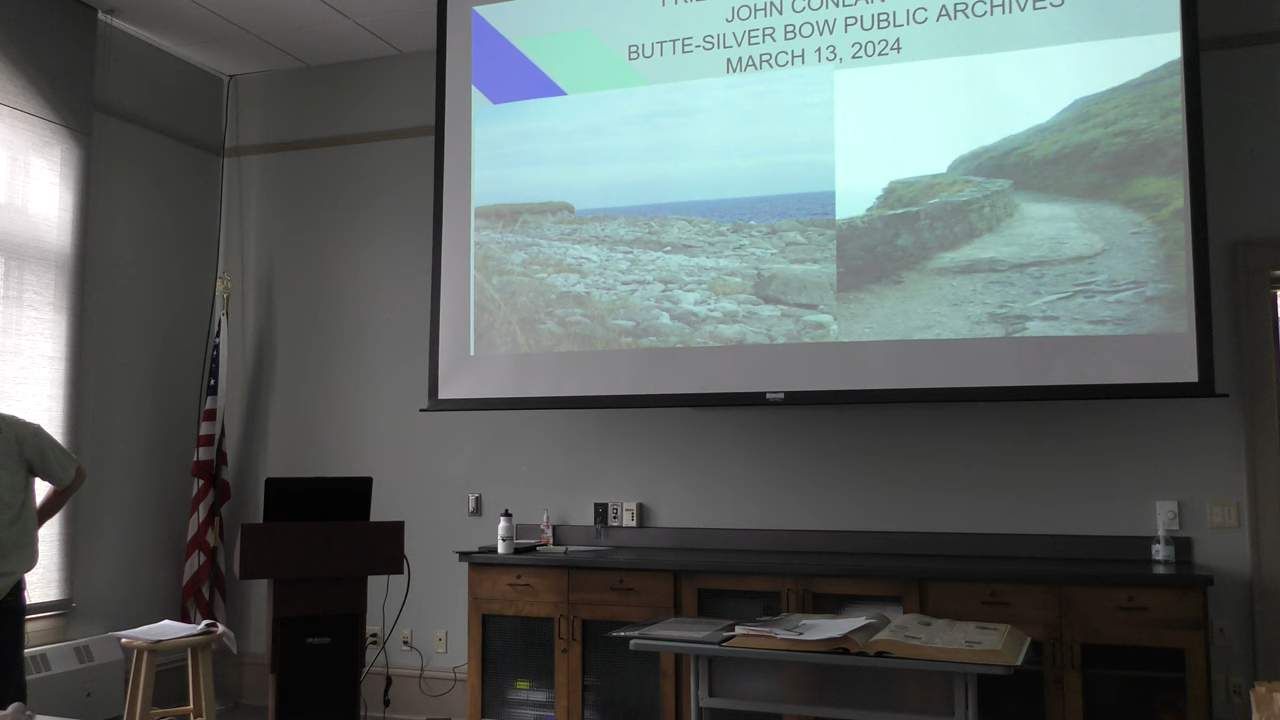 JOHN CONLAN
BUTTE-SILVER BOW PUBLIC ARCHIVES
MARCH 13, 2024